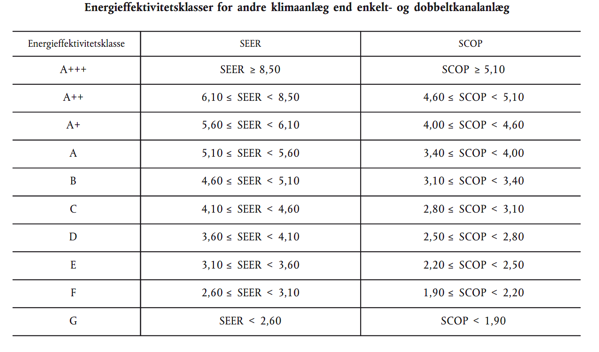 Energieffektivitetsklasser for andre klimaanlæg end enkelt- og dobbeltkanalanlæg
Energieffektivitetsklasse SEER SCOP
A+++ SEER ≥ 8,50 SCOP ≥ 5,10
A++ 6,10 ≤ SEER < 8,50 4,60 ≤ SCOP < 5,10
A+ 5,60 ≤ SEER < 6,10 4,00 ≤ SCOP < 4,60
A 5,10 ≤ SEER < 5,60 3,40 ≤ SCOP < 4,00
B 4,60 ≤ SEER < 5,10 3,10 ≤ SCOP < 3,40
C 4,10 ≤ SEER < 4,60 2,80 ≤ SCOP < 3,10
D 3,60 ≤ SEER < 4,10 2,50 ≤ SCOP < 2,80
E 3,10 ≤ SEER < 3,60 2,20 ≤ SCOP < 2,50
F 2,60 ≤ SEER < 3,10 1,90 ≤ SCOP < 2,20
G SEER < 2,60 SCOP < 1,90